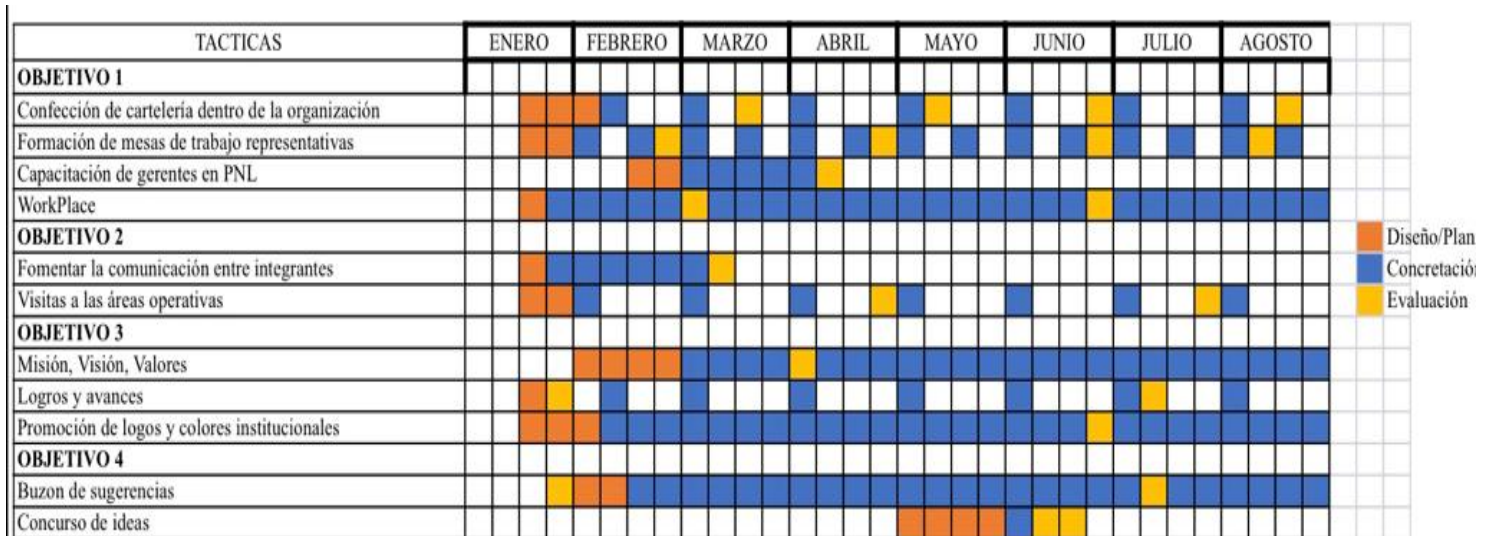 TACTICAS ENERO FEBRERO MARZO ABRIL MAYO JUNIO JULIO AGOSTO
OBJETIVO 1
Confección de cartelería dentro de la organización
Formación de mesas de trabajo representativas
Capacitación de gerentes en PNL
WorkPlace
OBJETIVO 2
Diseño/Plan
Fomentar la comunicación entre integrantes
Concretación
Visitas a las áreas operativas
Evaluación
OBJETIVO 3
Misión, Visión, Valores
Logros y avances
Promoción de logos y colores institucionales
OBJETIVO 4
Buzon de sugerencias
Concurso de ideas